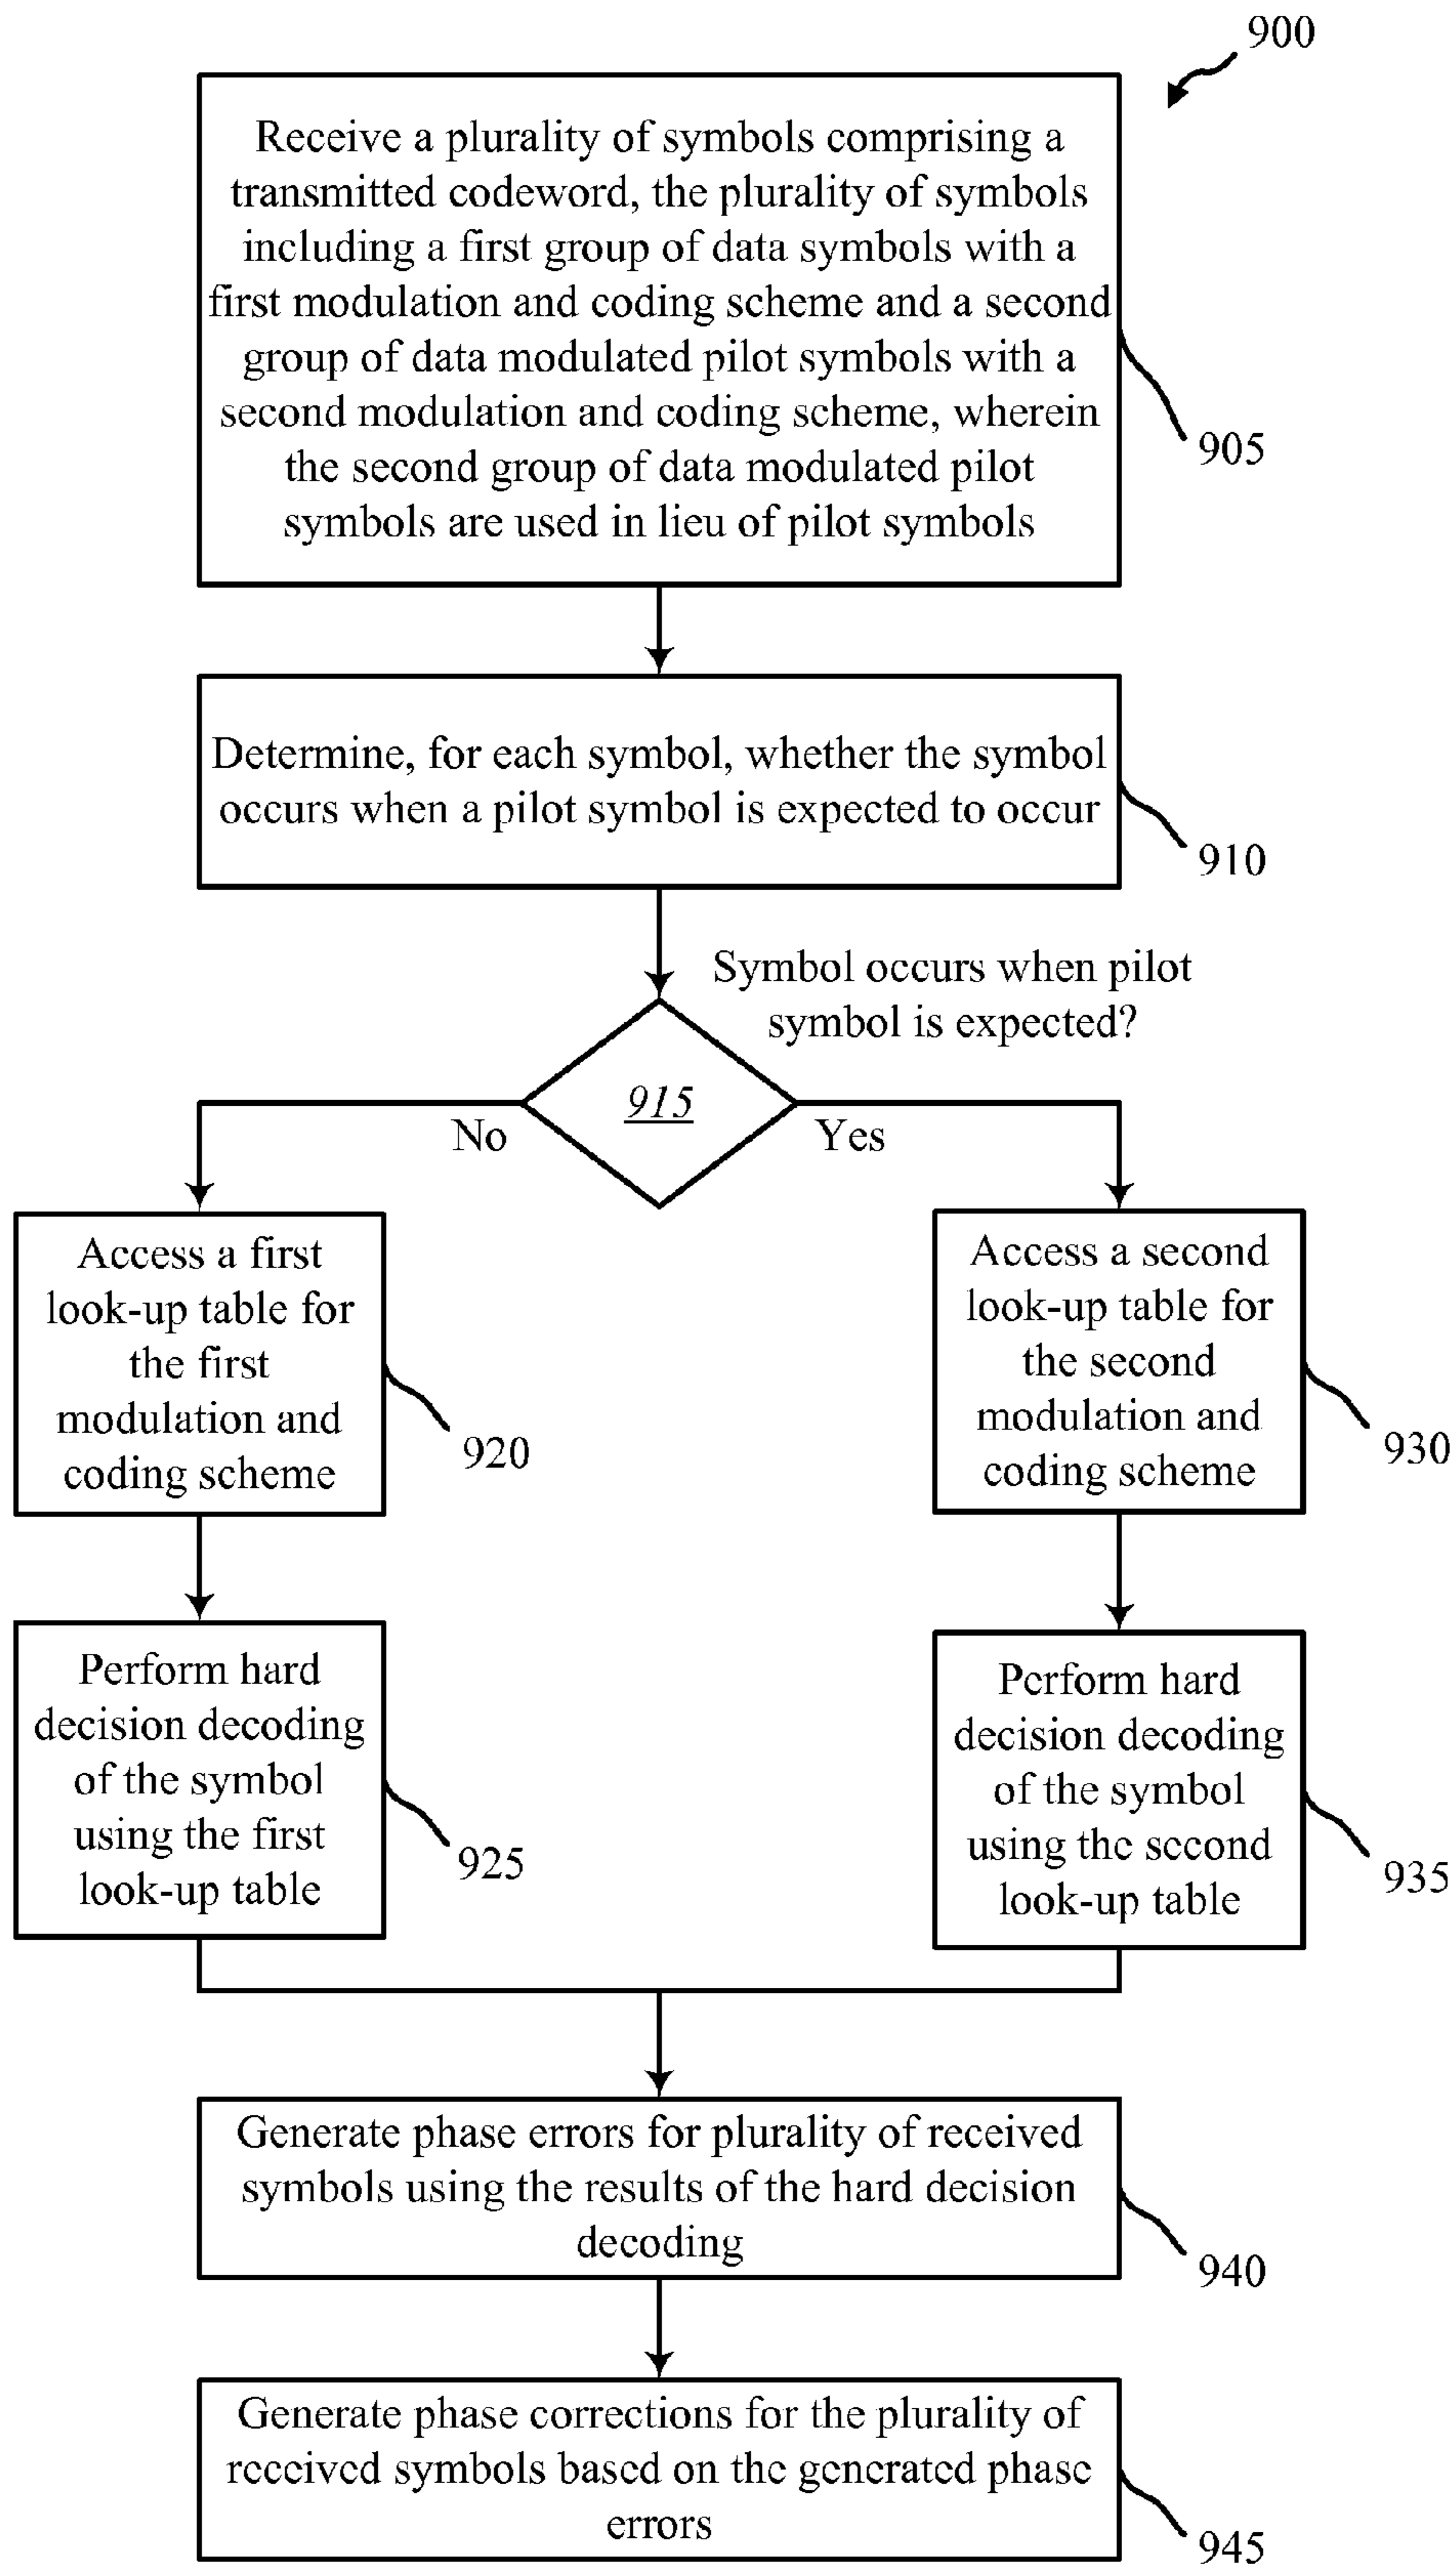 900
Receive a plurality of symbols comprising a
transmitted codeword, the plurality of symbols
including a first group of data symbols with a
first modulation and coding scheme and a second
group of data modulated pilot symbols with a
second modulation and coding scheme, wherein
the second group of data modulated pilot
symbols are used in lieu of pilot symbols
905
Determine, for each symbol, whether the symbol
occurs when a pilot symbol is expected to occur
910
Symbol occurs when pilot
symbol is expected?
915
No
Yes
Access a first
look-up table for
the first
modulation and
coding scheme
920
Access a second
look-up table for
the second
modulation and
coding scheme
930
Perform hard
decision decoding
of the symbol
using the first
look-up table
925
Perform hard
decision decoding
of the symbol
using the second
look-up table
935
Generate phase errors for plurality of received
symbols using the results of the hard decision
decoding
940
Generate phase corrections for the plurality of
received symbols based on the generated phase
errors
945